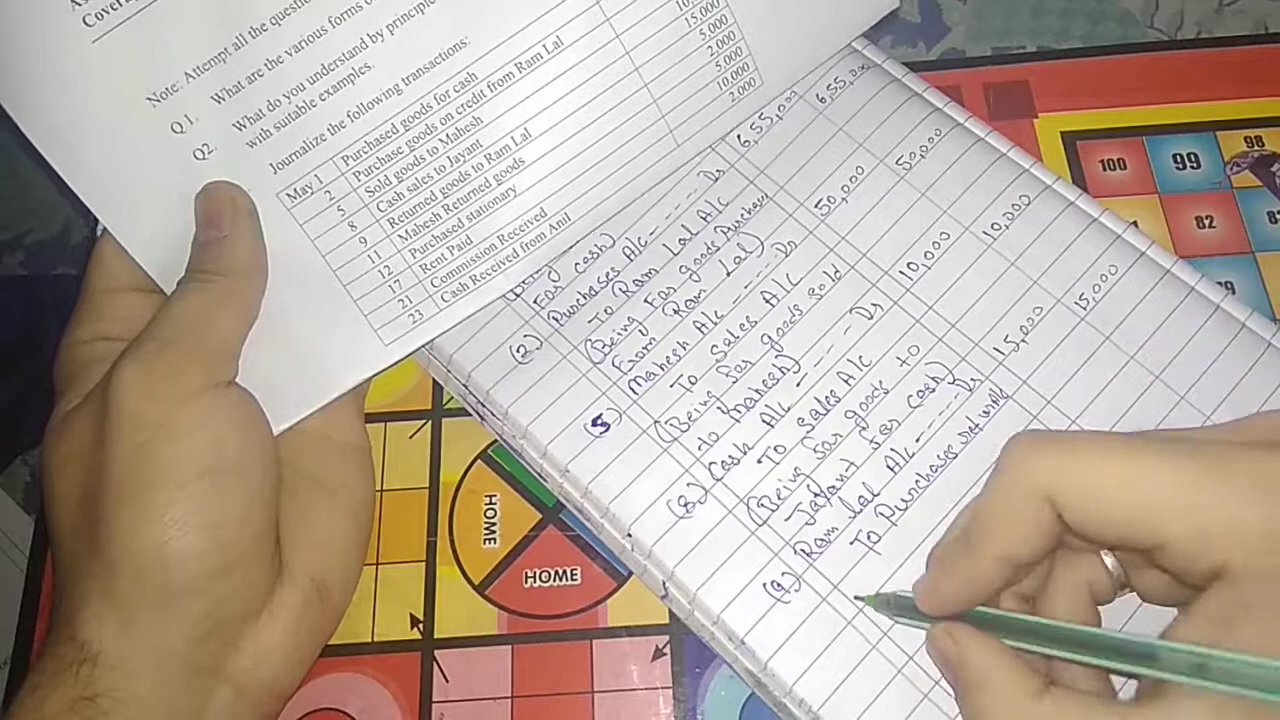 Note: Attempt all the
Q 1. What are the various forms
Q2. What do you understand by
with suitable examples.
Journalize the following transactions:
May 1 Purchased goods for cash
2 Purchase goods on credit from Ram Lal
5 Sold goods to Mahesh
8 Cash sales to Jayant
9 Returned goods to Ram Lal
11 Mahesh Returned goods
12 Purchased stationary
17 Rent Paid
21 Commission Received
23 Cash Received from Anil
15,000
5,000
2,000
5,000
10,000
2,000
For cash)
6,55,000
6,55,000
(2) Purchases A/c ------ Dr
50,000
To Ram Lal A/c
50,000
(Being For goods Purchases
From Ram Lal)
(5) Mahesh A/c ------ Dr
10,000
To Sales A/c
10,000
(Being for goods sold
to Mahesh)
(8) Cash A/c ------ Dr
15,000
To Sales A/c
15,000
(Being for goods to
Jayant for cash)
(9) Ram Lal A/c ------ Dr
To Purchases
HOME
HOME
100
99
98
82